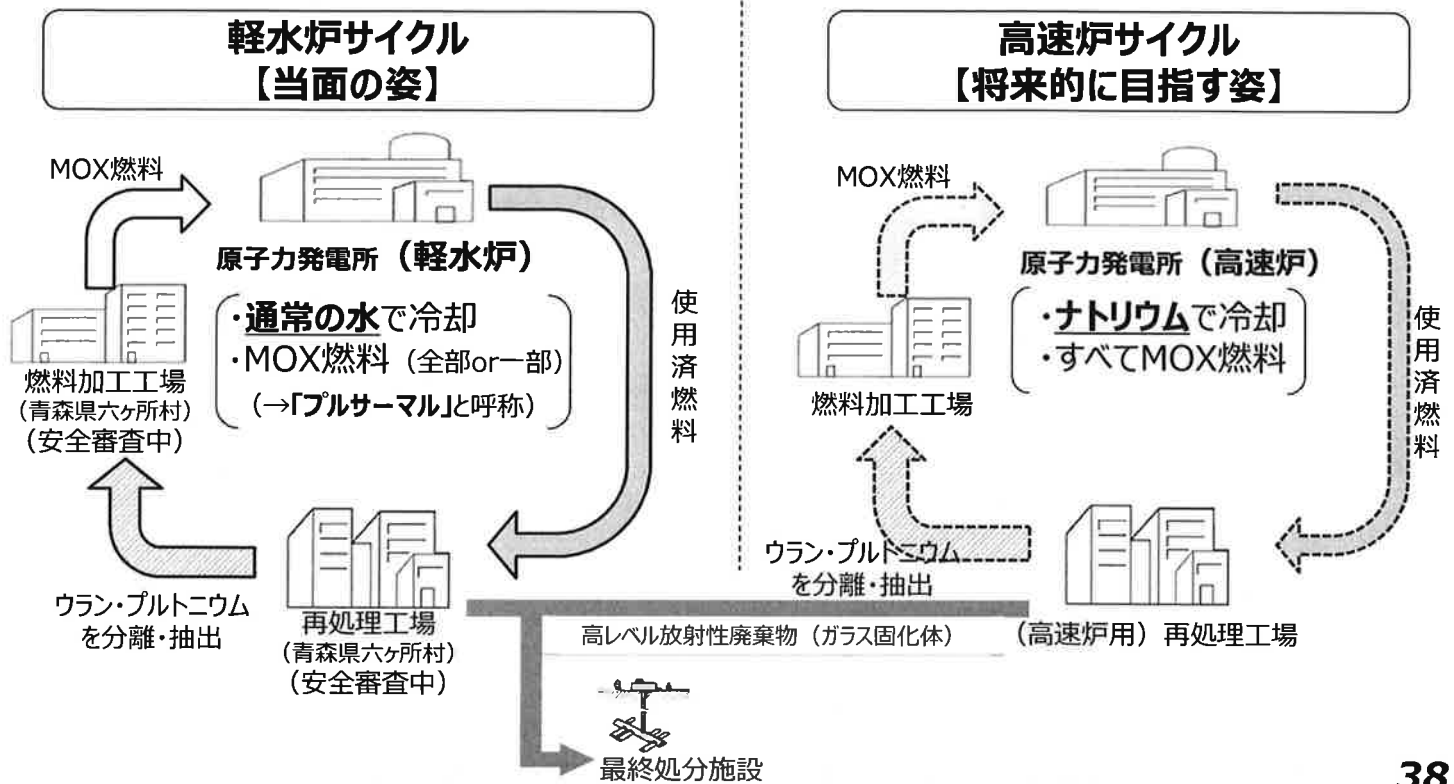 軽水炉サイクル
【当面の姿】
MOX燃料
原子力発電所（軽水炉）
・通常の水で冷却
・MOX燃料（全部or一部）
（→「プルサーマル」と呼称）
使用済燃料
燃料加工工場
（青森県六ヶ所村）
（安全審査中）
ウラン・プルトニウム
を分離・抽出
再処理工場
（青森県六ヶ所村）
（安全審査中）
高速炉サイクル
【将来的に目指す姿】
MOX燃料
原子力発電所（高速炉）
・ナトリウムで冷却
・すべてMOX燃料
使用済燃料
燃料加工工場
ウラン・プルトニウム
を分離・抽出
（高速炉用）再処理工場
高レベル放射性廃棄物（ガラス固化体）
最終処分施設
38